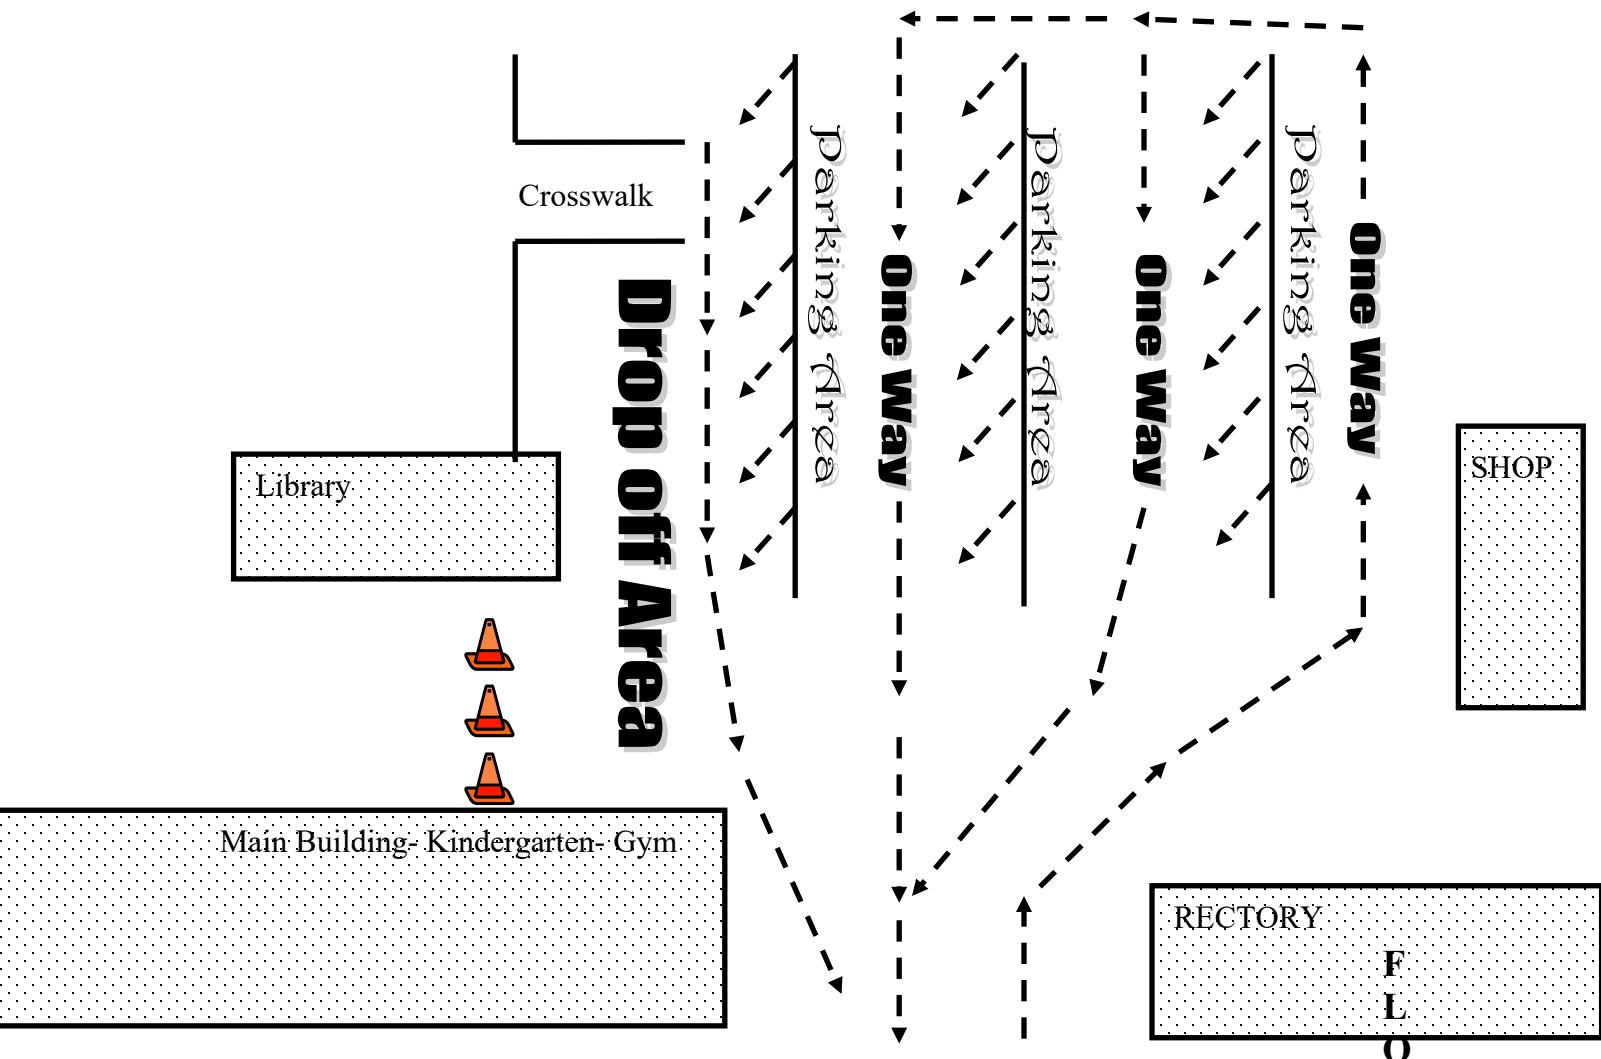 Crosswalk
Drop off Area
Parking Area
One Way
Parking Area
One Way
Parking Area
One Way
Library
SHOP
Main Building- Kindergarten- Gym
RECTORY
F
L
O